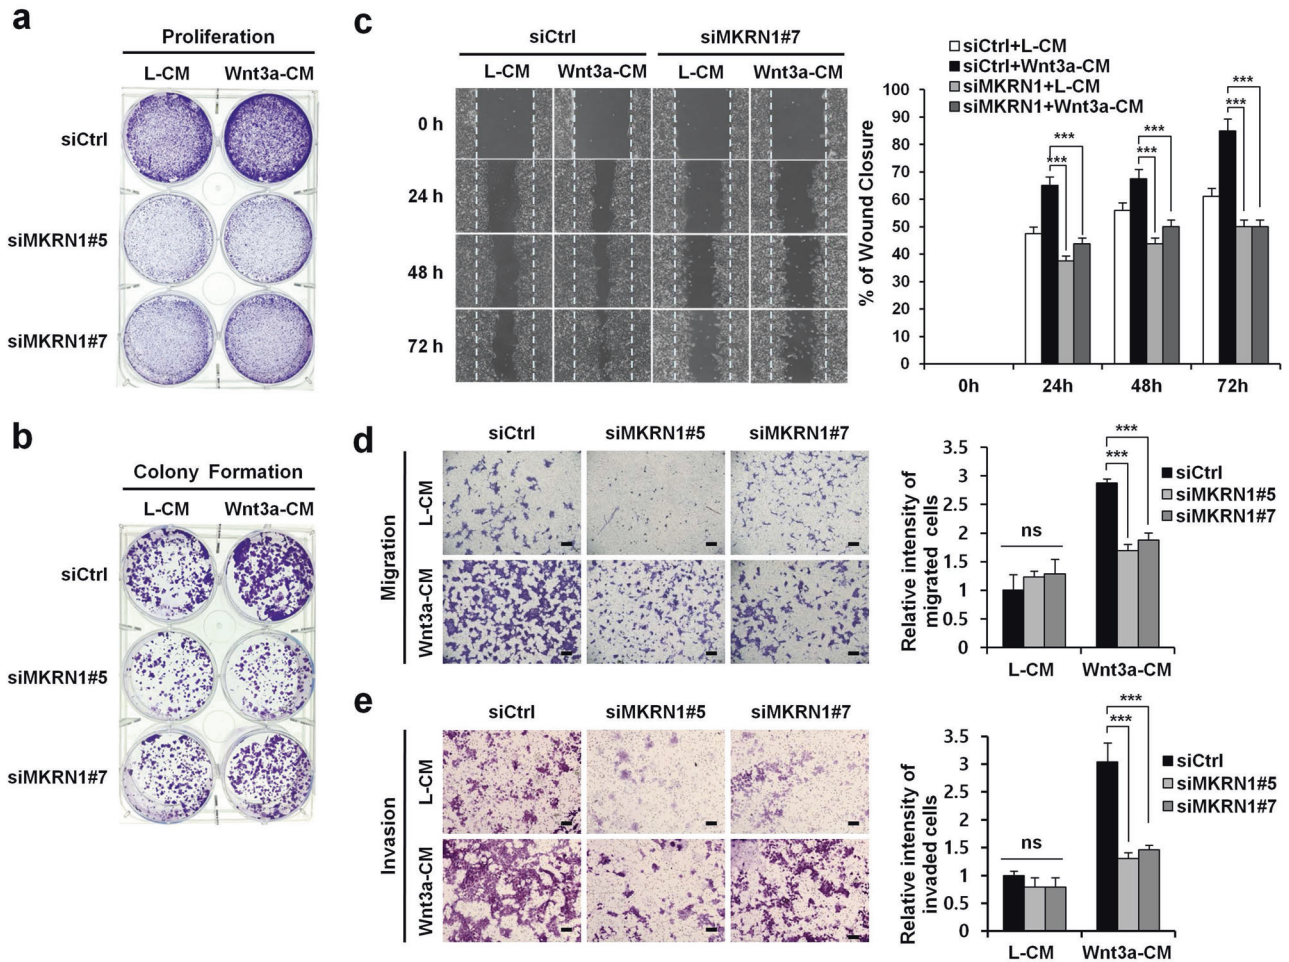 a
Proliferation
L-CM Wnt3a-CM
siCtrl
siMKRN1#5
siMKRN1#7
b
Colony Formation
L-CM Wnt3a-CM
siCtrl
siMKRN1#5
siMKRN1#7
c
siCtrl siMKRN1#7
L-CM Wnt3a-CM L-CM Wnt3a-CM
0 h
24 h
48 h
72 h
siCtrl+L-CM
siCtrl+Wnt3a-CM
siMKRN1+L-CM
siMKRN1+Wnt3a-CM
% of Wound Closure
100
90
80
70
60
50
40
30
20
10
0
*** ***
*** ***
*** ***
0h 24h 48h 72h
d
siCtrl siMKRN1#5 siMKRN1#7
Migration
L-CM
Wnt3a-CM
Relative intensity of
migrated cells
3.5
3
2.5
2
1.5
1
0.5
0
ns
***
***
siCtrl
siMKRN1#5
siMKRN1#7
L-CM Wnt3a-CM
e
siCtrl siMKRN1#5 siMKRN1#7
Invasion
L-CM
Wnt3a-CM
Relative intensity of
invaded cells
3.5
3
2.5
2
1.5
1
0.5
0
ns
***
***
siCtrl
siMKRN1#5
siMKRN1#7
L-CM Wnt3a-CM